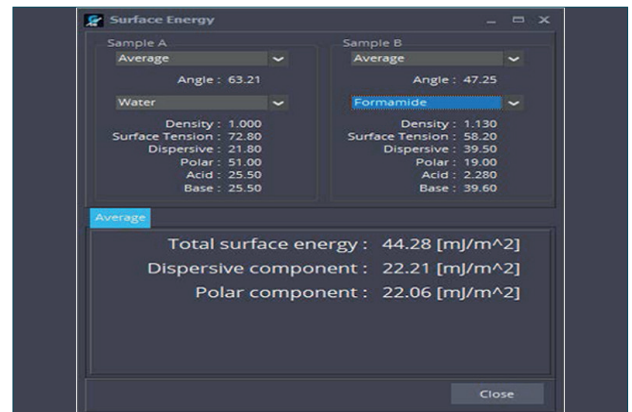 Surface Energy
Sample A
Average
Angle : 63.21
Water
Density : 1.000
Surface Tension : 72.80
Dispersive : 21.80
Polar : 51.00
Acid : 25.50
Base : 25.50
Sample B
Average
Angle : 47.25
Formamide
Density : 1.130
Surface Tension : 58.20
Dispersive : 39.50
Polar : 19.00
Acid : 2.280
Base : 39.60
Average
Total surface energy : 44.28 [mJ/m^2]
Dispersive component : 22.21 [mJ/m^2]
Polar component : 22.06 [mJ/m^2]
Close